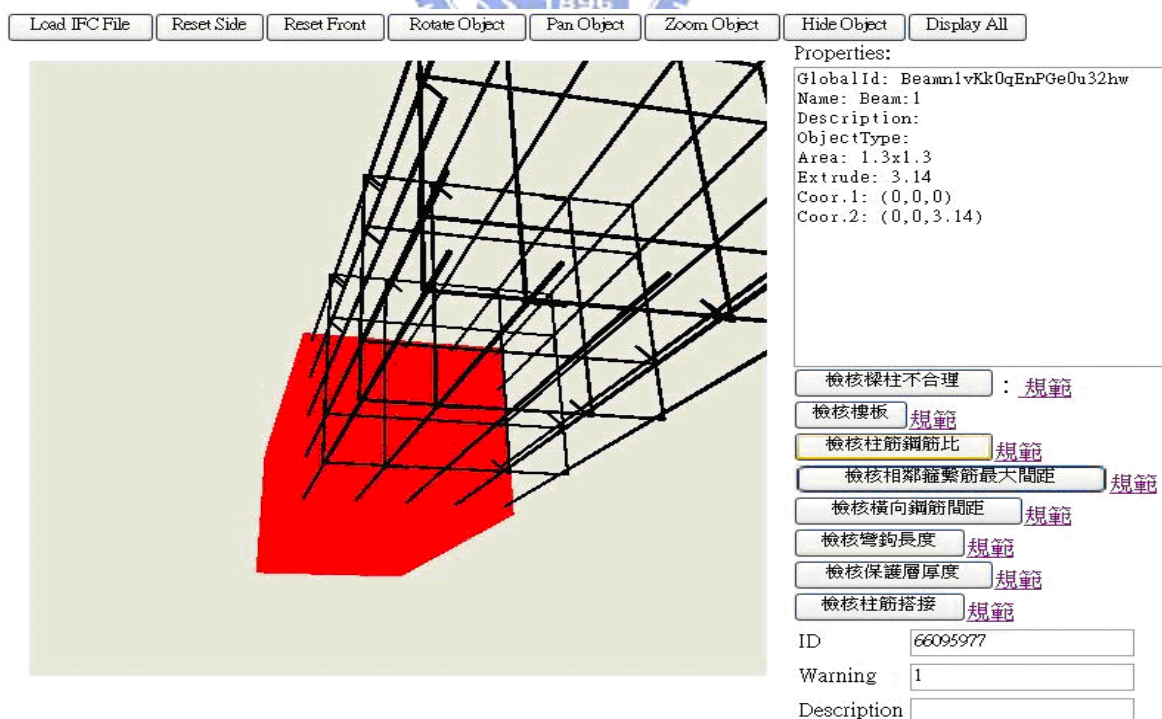 1896
Load IFC File Reset Side Reset Front Rotate Object Pan Object Zoom Object Hide Object Display All
Properties:
GlobalId: Beamn1vKk0qEnPGe0u32hw
Name: Beam:1
Description:
ObjectType:
Area: 1.3x1.3
Extrude: 3.14
Coor.1: (0,0,0)
Coor.2: (0,0,3.14)
檢核樑柱不合理 : 規範
檢核樓板 規範
檢核柱筋鋼筋比 規範
檢核相鄰箍繫筋最大間距 規範
檢核橫向鋼筋間距 規範
檢核彎鉤長度 規範
檢核保護層厚度 規範
檢核柱筋搭接 規範
ID 66095977
Warning 1
Description